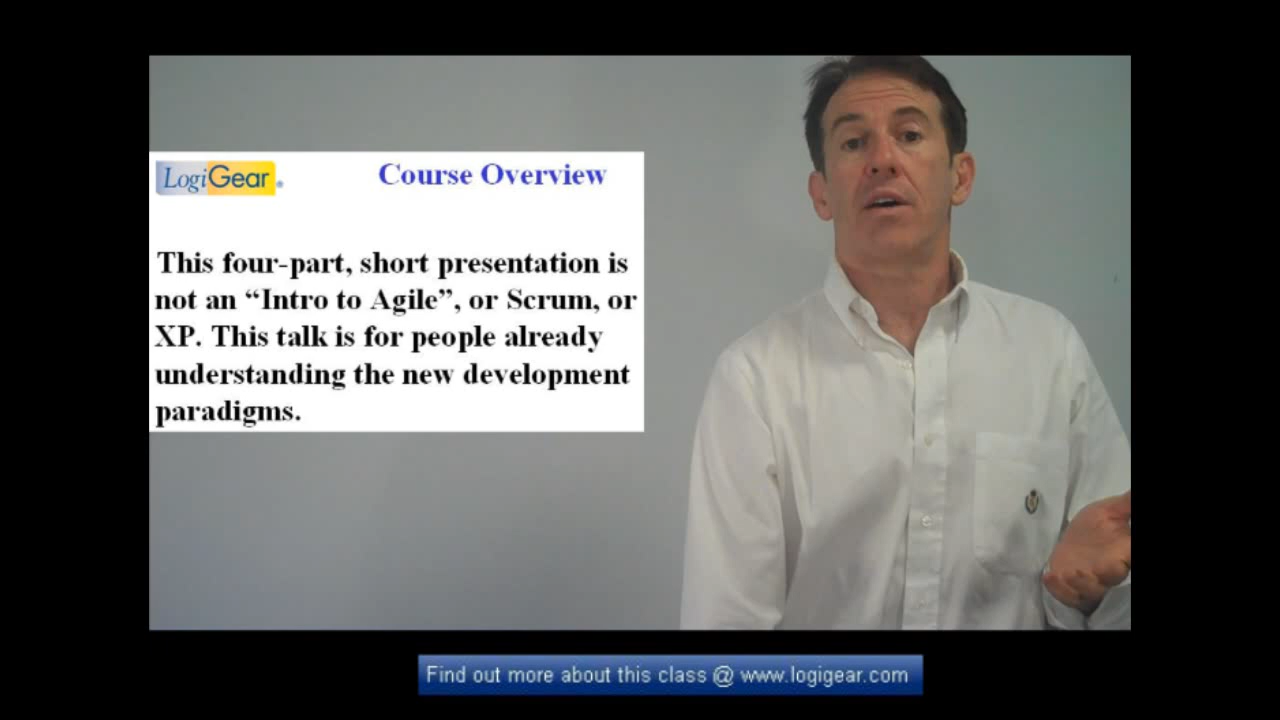 LogiGear®
Course Overview
This four-part, short presentation is
not an “Intro to Agile”, or Scrum, or
XP. This talk is for people already
understanding the new development
paradigms.
Find out more about this class @ www.logigear.com